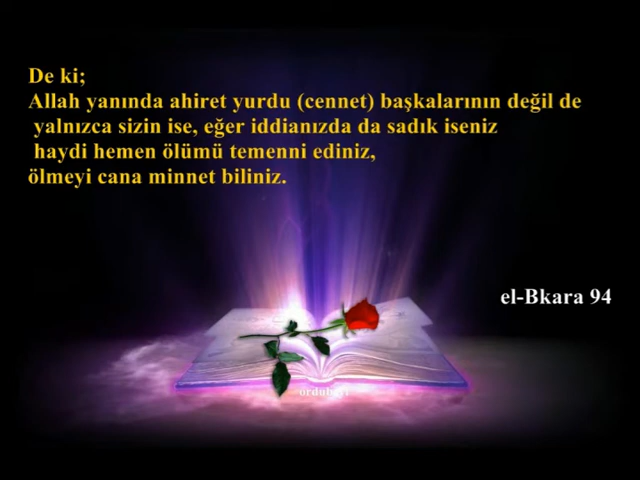 De ki;
Allah yanında ahiret yurdu (cennet) başkalarının değil de
yalnızca sizin ise, eğer iddianızda da sadık iseniz
haydi hemen ölümü temenni ediniz,
ölmeyi cana minnet biliniz.
el-Bkara 94